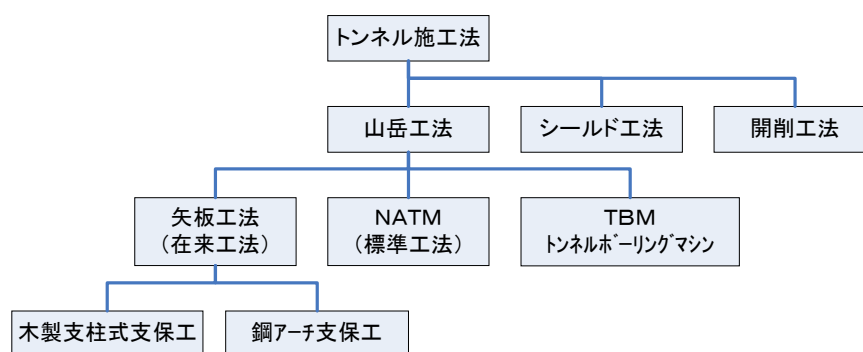 トンネル施工法
山岳工法
シールド工法
開削工法
矢板工法
（在来工法）
NATM
（標準工法）
TBM
ﾄﾝﾈﾙﾎﾞｰﾘﾝｸﾞﾏｼﾝ
木製支柱式支保工
鋼ｱｰﾁ支保工